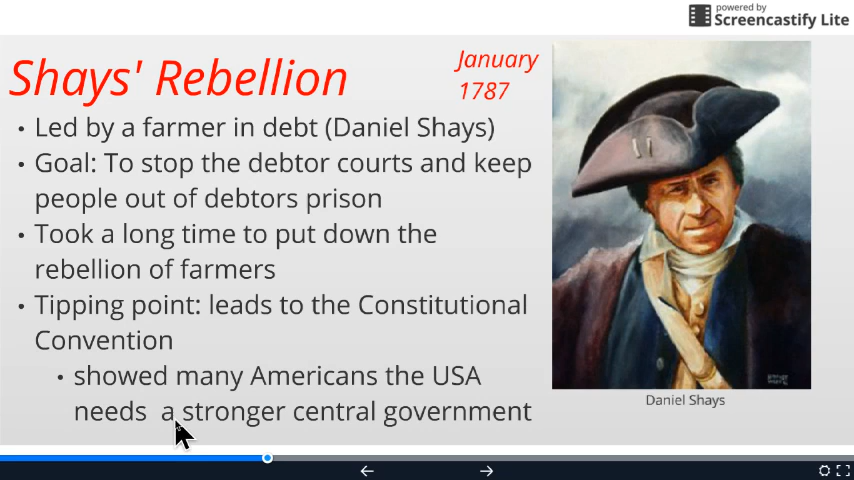 powered by
Screencastify Lite
Shays' Rebellion
January
1787
• Led by a farmer in debt (Daniel Shays)
• Goal: To stop the debtor courts and keep
people out of debtors prison
• Took a long time to put down the
rebellion of farmers
• Tipping point: leads to the Constitutional
Convention
• showed many Americans the USA
needs a stronger central government
Daniel Shays